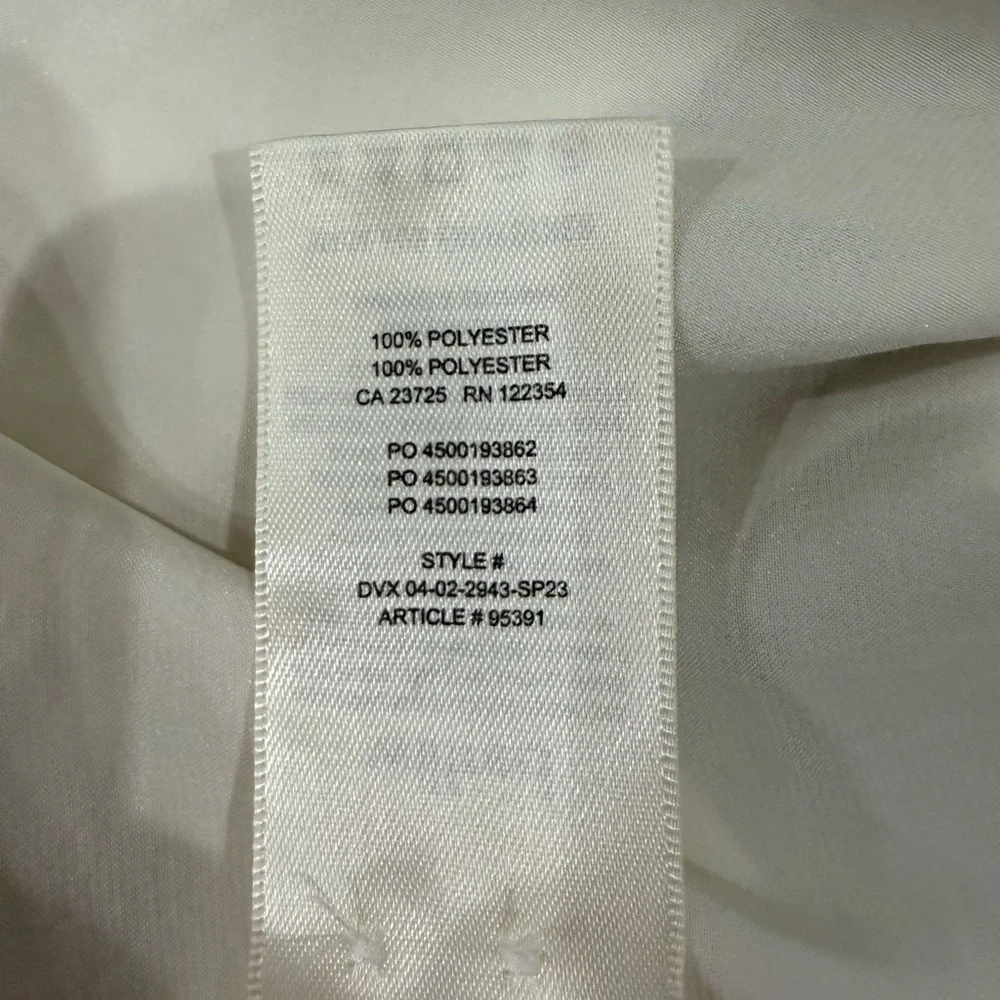 100% POLYESTER
100% POLYESTER
CA 23725 RN 122354
PO 4500193862
PO 4500193863
PO 4500193864
STYLE #
DVX 04-02-2943-SP23
ARTICLE # 95391